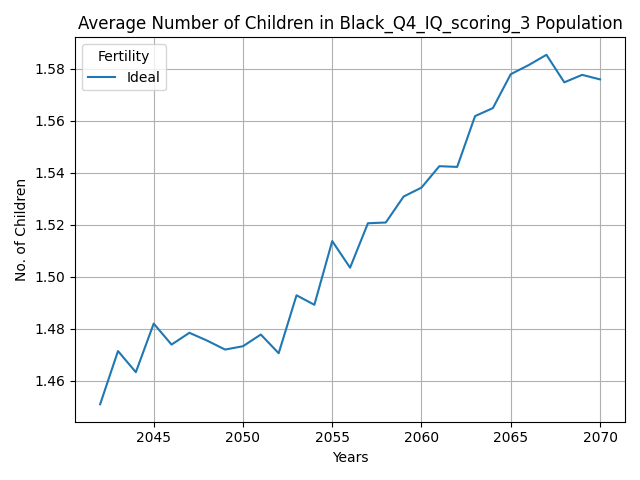 Average Number of Children in Black_Q4_IQ_scoring_3 Population
Fertility
Ideal
No. of Children
1.58
1.56
1.54
1.52
1.50
1.48
1.46
2045 2050 2055 2060 2065 2070
Years